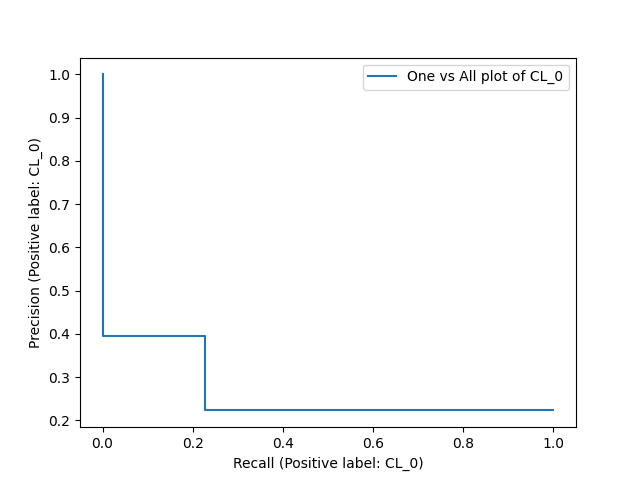 One vs All plot of CL_0
1.0
0.9
0.8
0.7
0.6
0.5
0.4
0.3
0.2
Precision (Positive label: CL_0)
0.0 0.2 0.4 0.6 0.8 1.0
Recall (Positive label: CL_0)